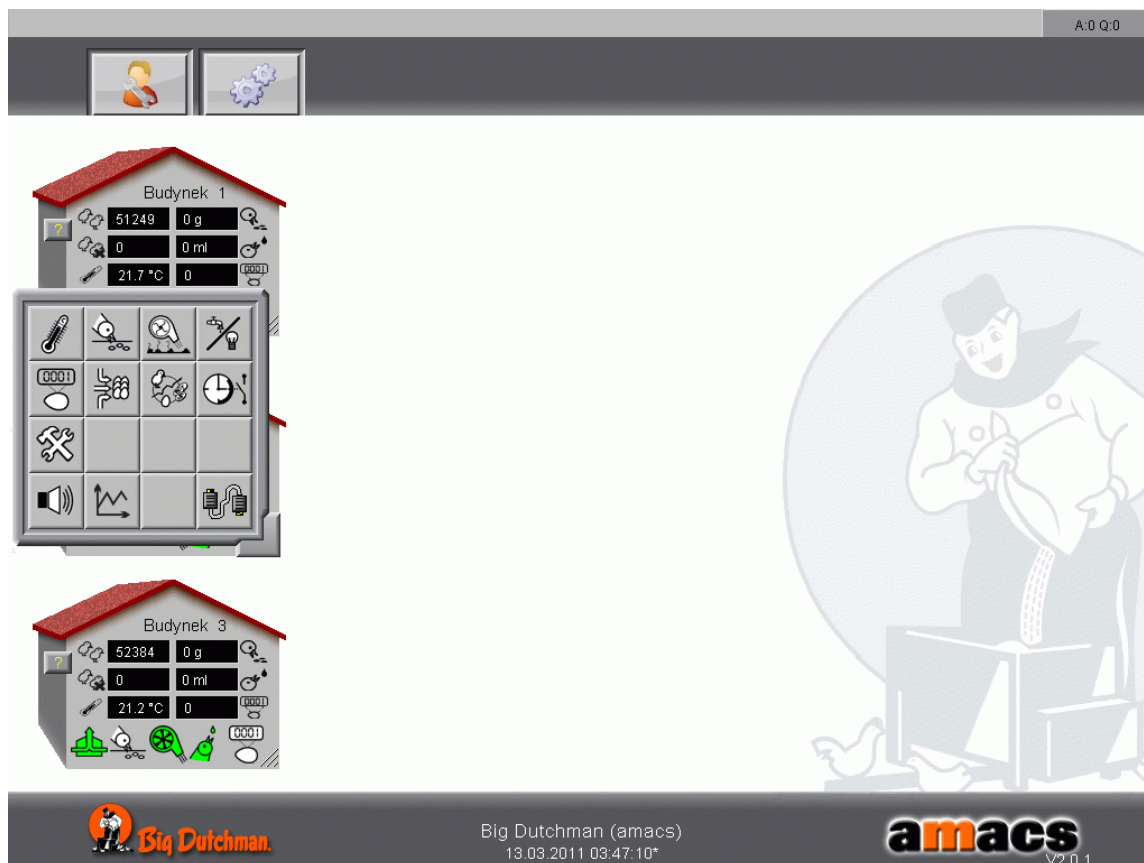 A:0 Q:0
Budynek 1
?
51249
0 g
0
0 ml
21.7 °C
0
0001
0001
Budynek 3
?
52384
0 g
0
0 ml
21.2 °C
0
0001
0001
Big Dutchman.
Big Dutchman (amacs)
13.03.2011 03:47:10*
amacs
V2.0.1